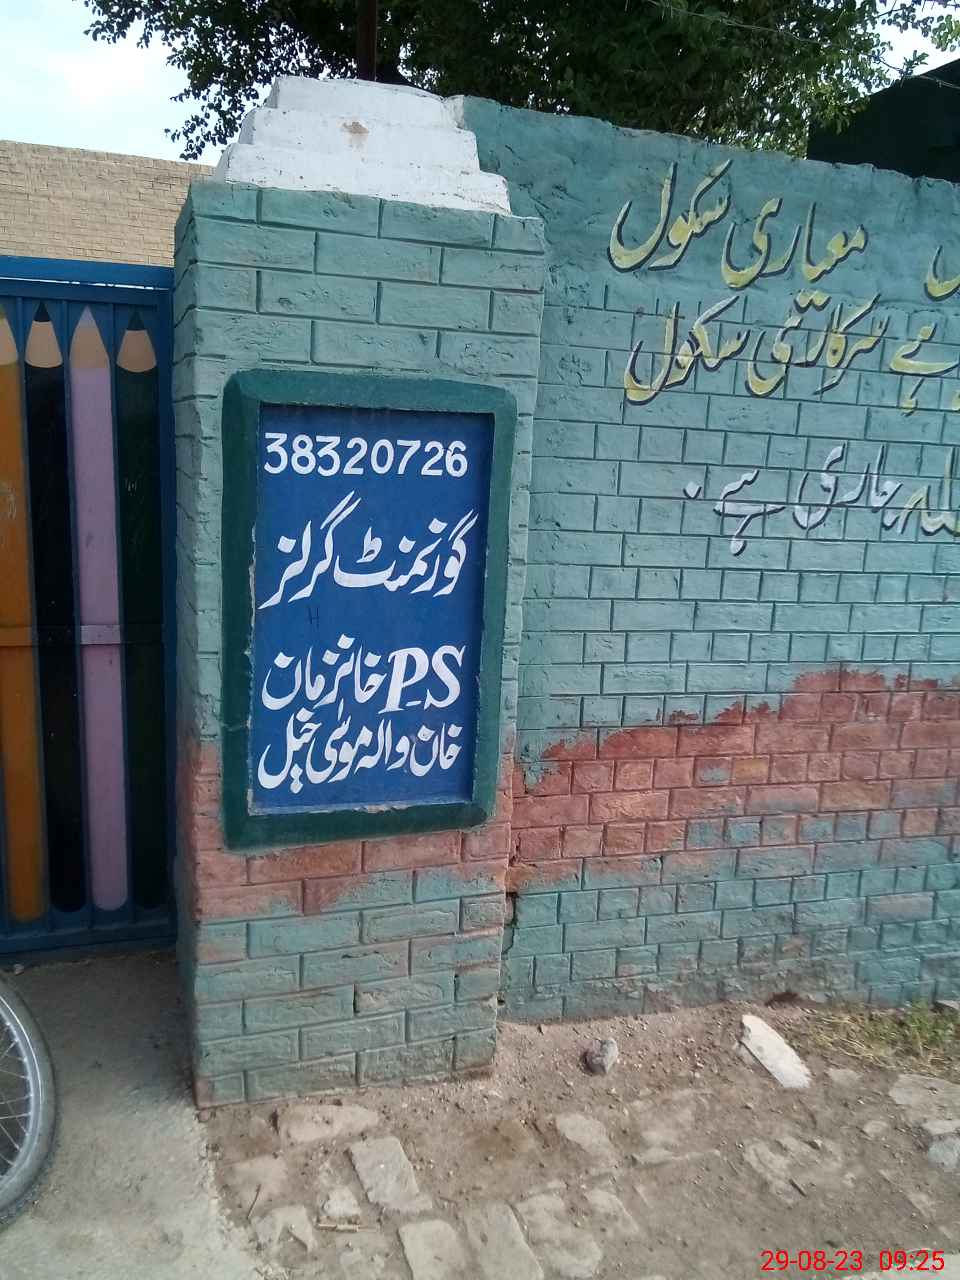 38320726
گورنمنٹ گرلز
P.S خانزمان
خان والہ موسیٰ خیل
معیاری سکول
ہے سرکاری سکول
جاری ہے۔
29-08-23 09:25